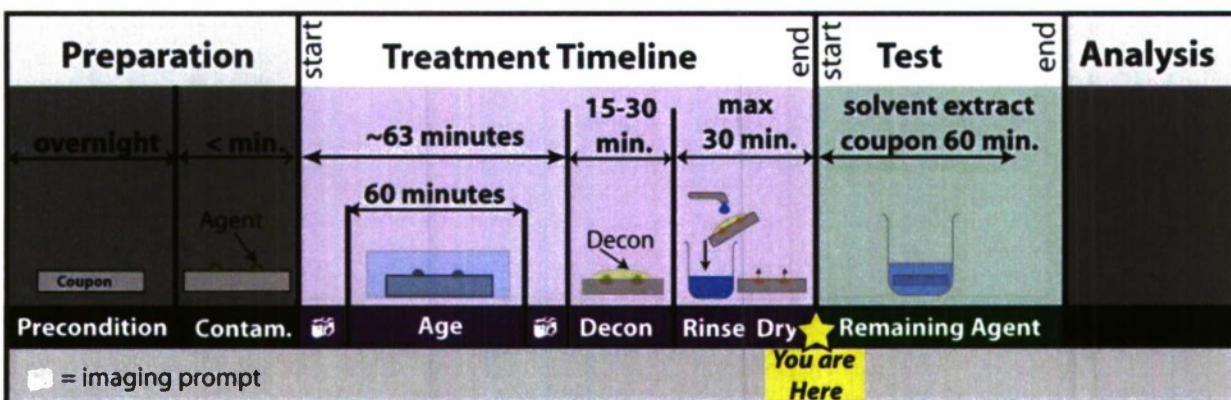 Preparation
start
Treatment Timeline
end
start
Test
end
Analysis
overnight
< min.
~63 minutes
15-30
min.
max
30 min.
solvent extract
coupon 60 min.
60 minutes
Agent
Decon
Coupon
Precondition
Contam.
Age
Decon
Rinse
Dry
Remaining Agent
= imaging prompt
You are
Here